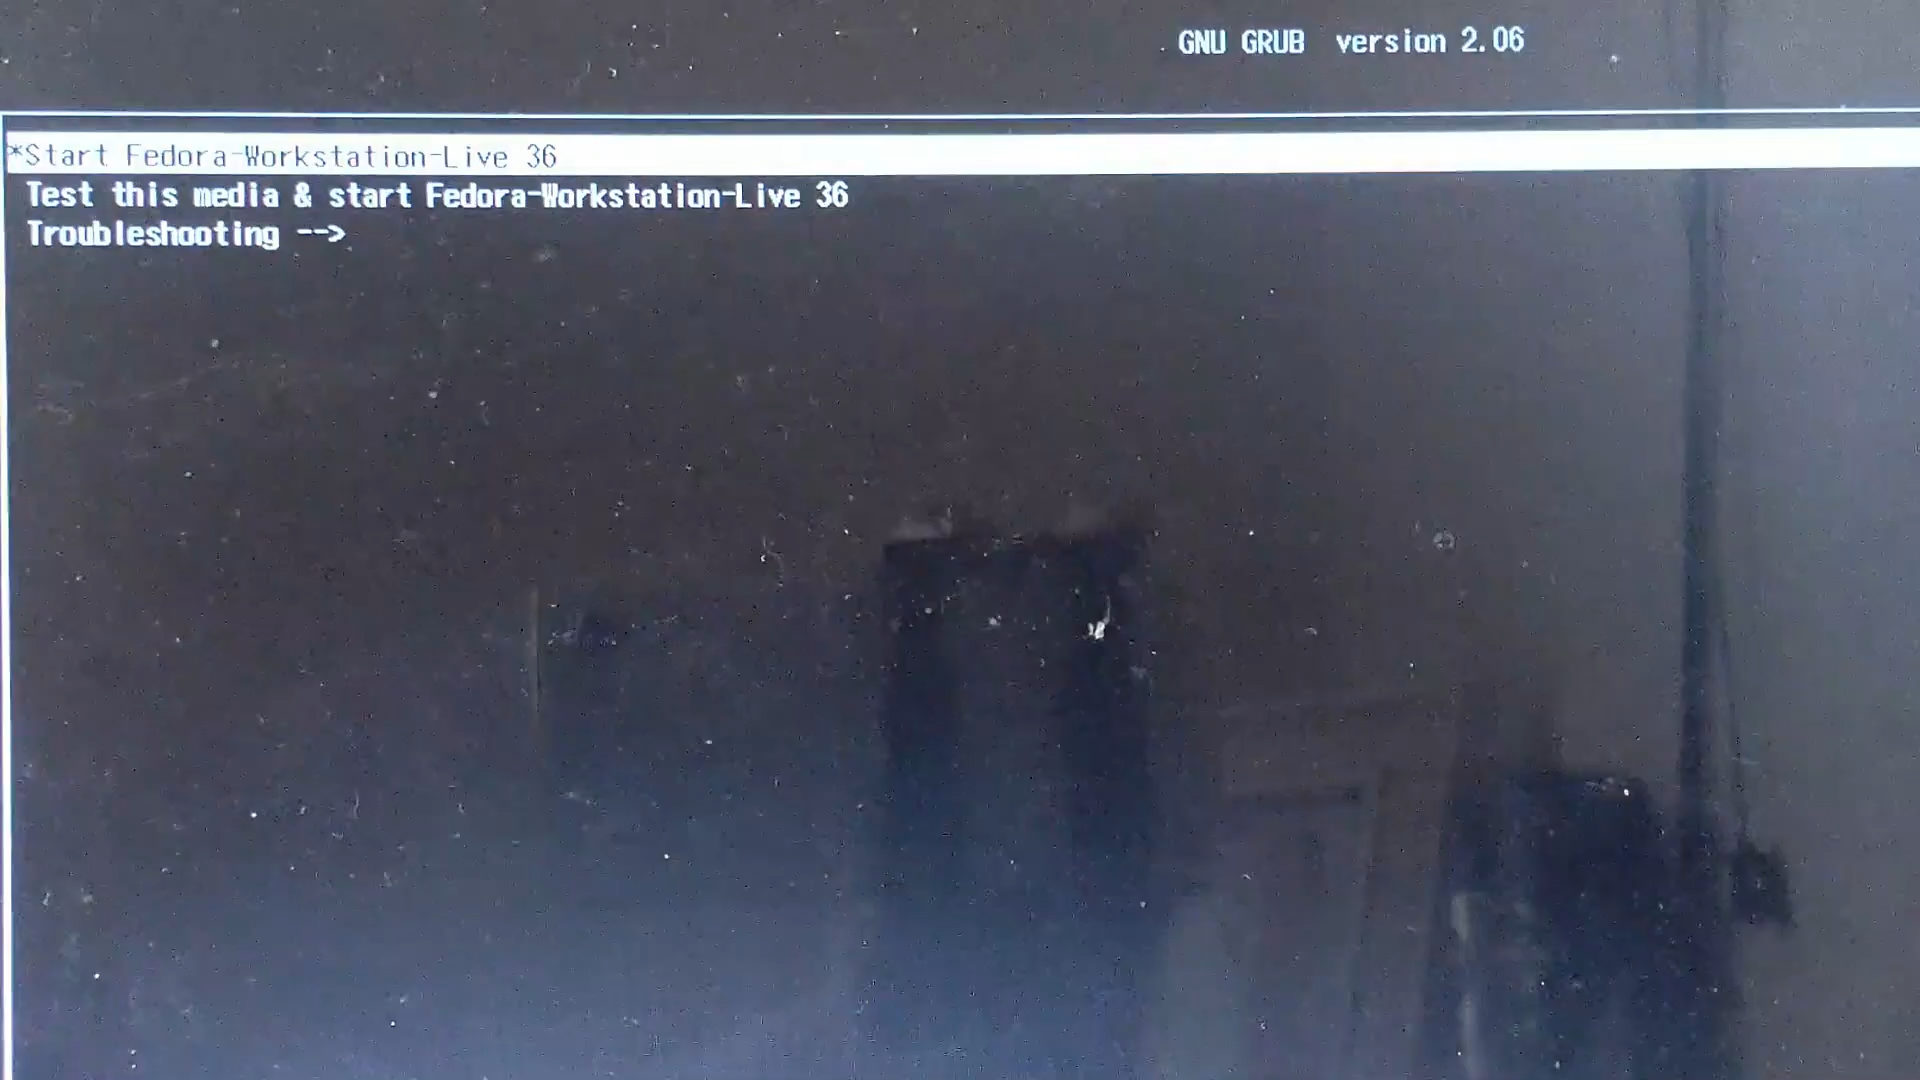 GNU GRUB version 2.06
*Start Fedora-Workstation-Live 36
Test this media & start Fedora-Workstation-Live 36
Troubleshooting -->